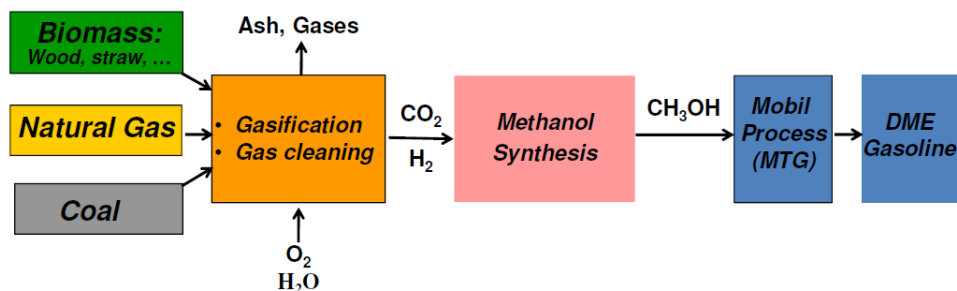 Biomass:
Wood, straw, ...
Natural Gas
Coal
Ash, Gases
• Gasification
• Gas cleaning
O₂
H₂O
CO₂
H₂
Methanol
Synthesis
CH₃OH
Mobil
Process
(MTG)
DME
Gasoline